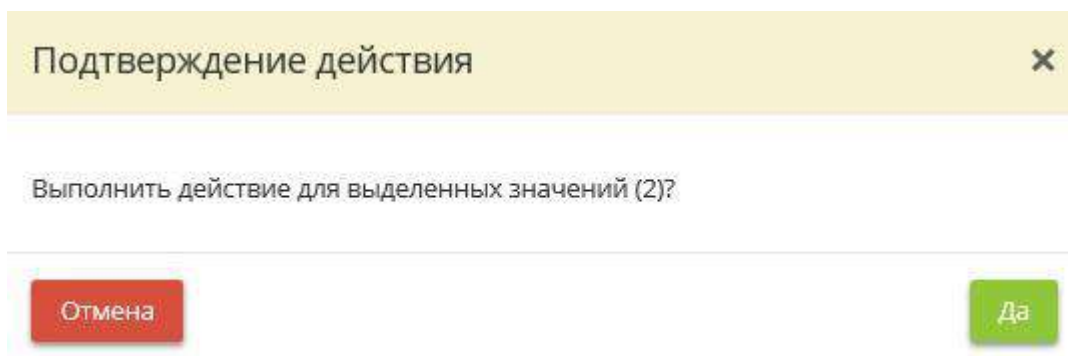 Подтверждение действия
Выполнить действие для выделенных значений (2)?
Отмена
Да